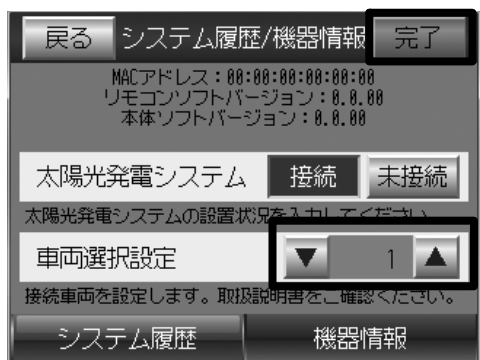 戻る システム履歴/機器情報 完了
MACアドレス:00:00:00:00:00:00
リモコンソフトバージョン:0.0.00
本体ソフトバージョン:0.0.00
太陽光発電システム 接続 未接続
太陽光発電システムの設置状況を入力してください。
車両選択設定 ▼ 1 ▲
接続車両を設定します。取扱説明書をご確認ください。
システム履歴 機器情報